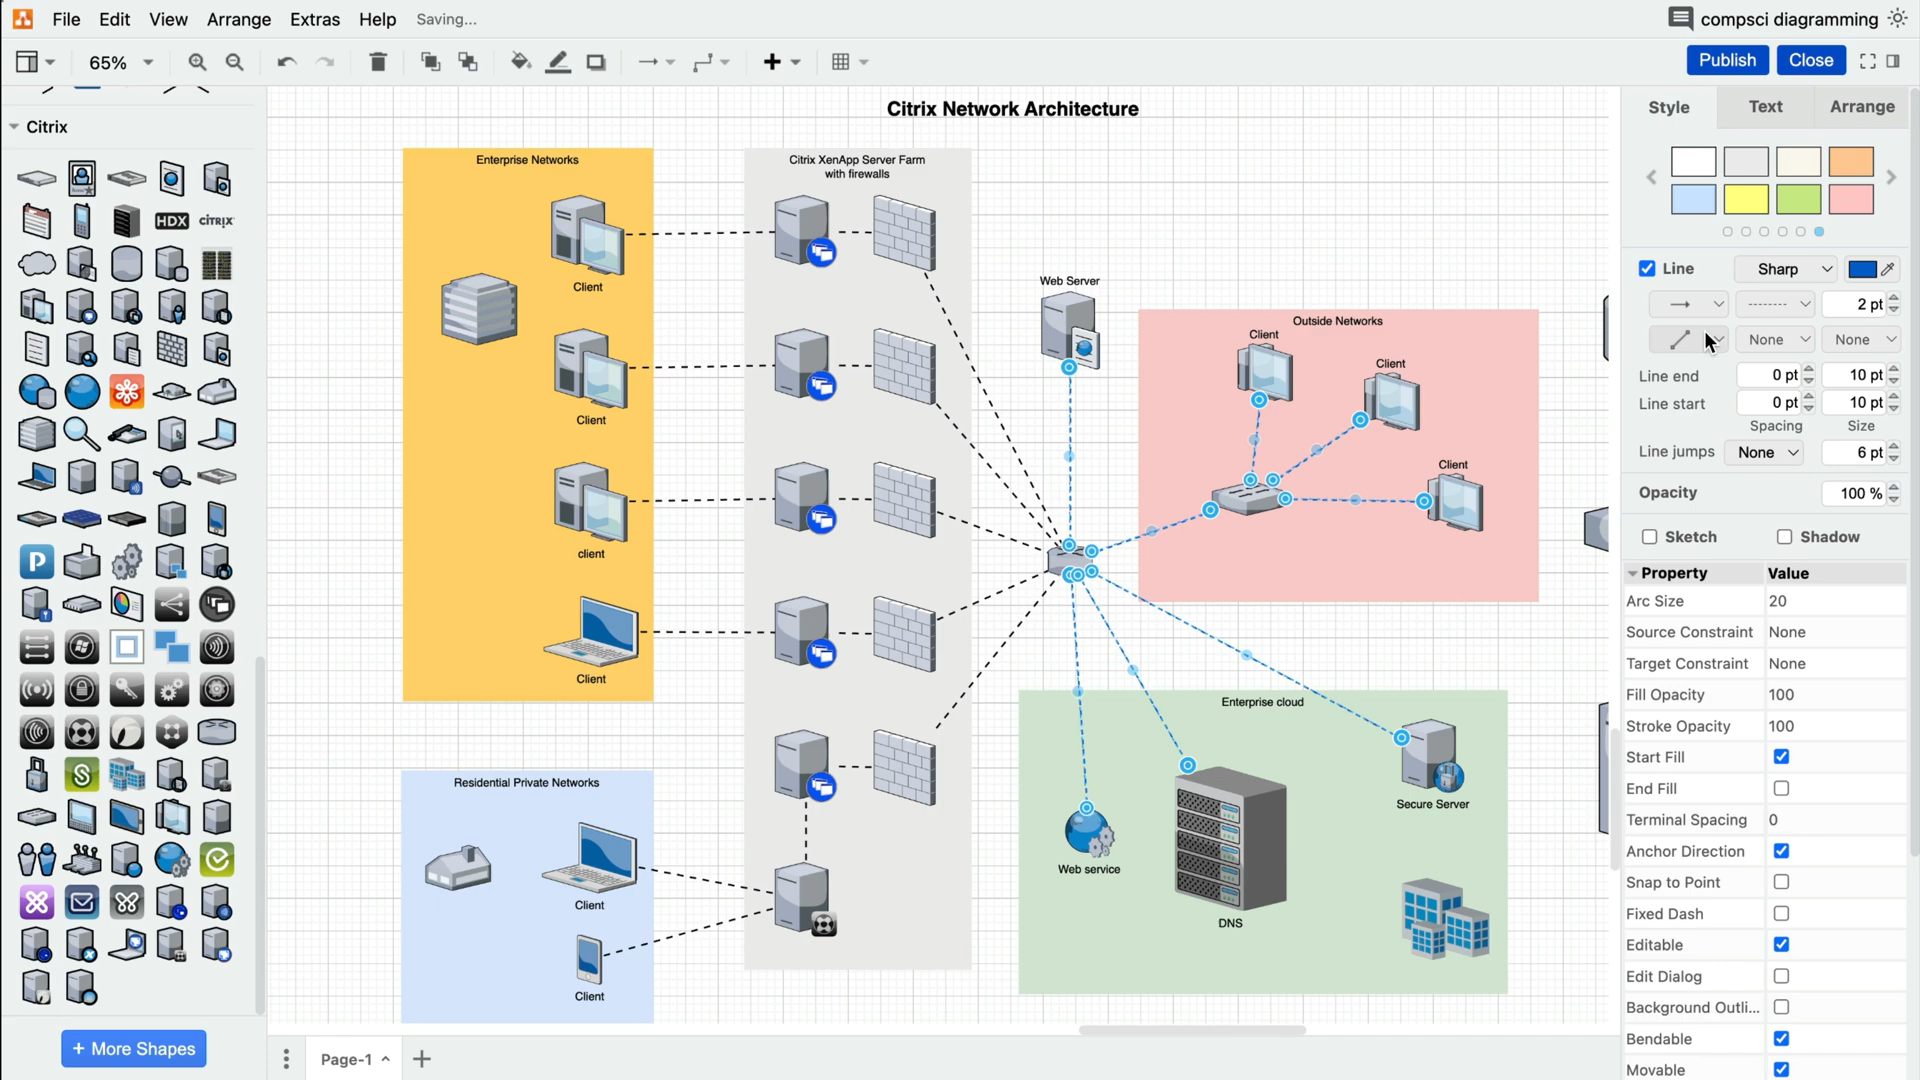 File Edit View Arrange Extras Help Saving...
compsci diagramming
65%
Publish Close
Citrix
HDX CİTRIX
P
S
+ More Shapes
Citrix Network Architecture
Enterprise Networks
Client
Client
client
Client
Residential Private Networks
Client
Client
Citrix XenApp Server Farm
with firewalls
Web Server
Outside Networks
Client
Client
Client
Enterprise cloud
Secure Server
Web service
DNS
Page-1
Style Text Arrange
Line Sharp
2 pt
None None
Line end 0 pt 10 pt
Line start 0 pt 10 pt
Spacing Size
Line jumps None 6 pt
Opacity 100 %
Sketch Shadow
Property Value
Arc Size 20
Source Constraint None
Target Constraint None
Fill Opacity 100
Stroke Opacity 100
Start Fill
End Fill
Terminal Spacing 0
Anchor Direction
Snap to Point
Fixed Dash
Editable
Edit Dialog
Background Outli...
Bendable
Movable